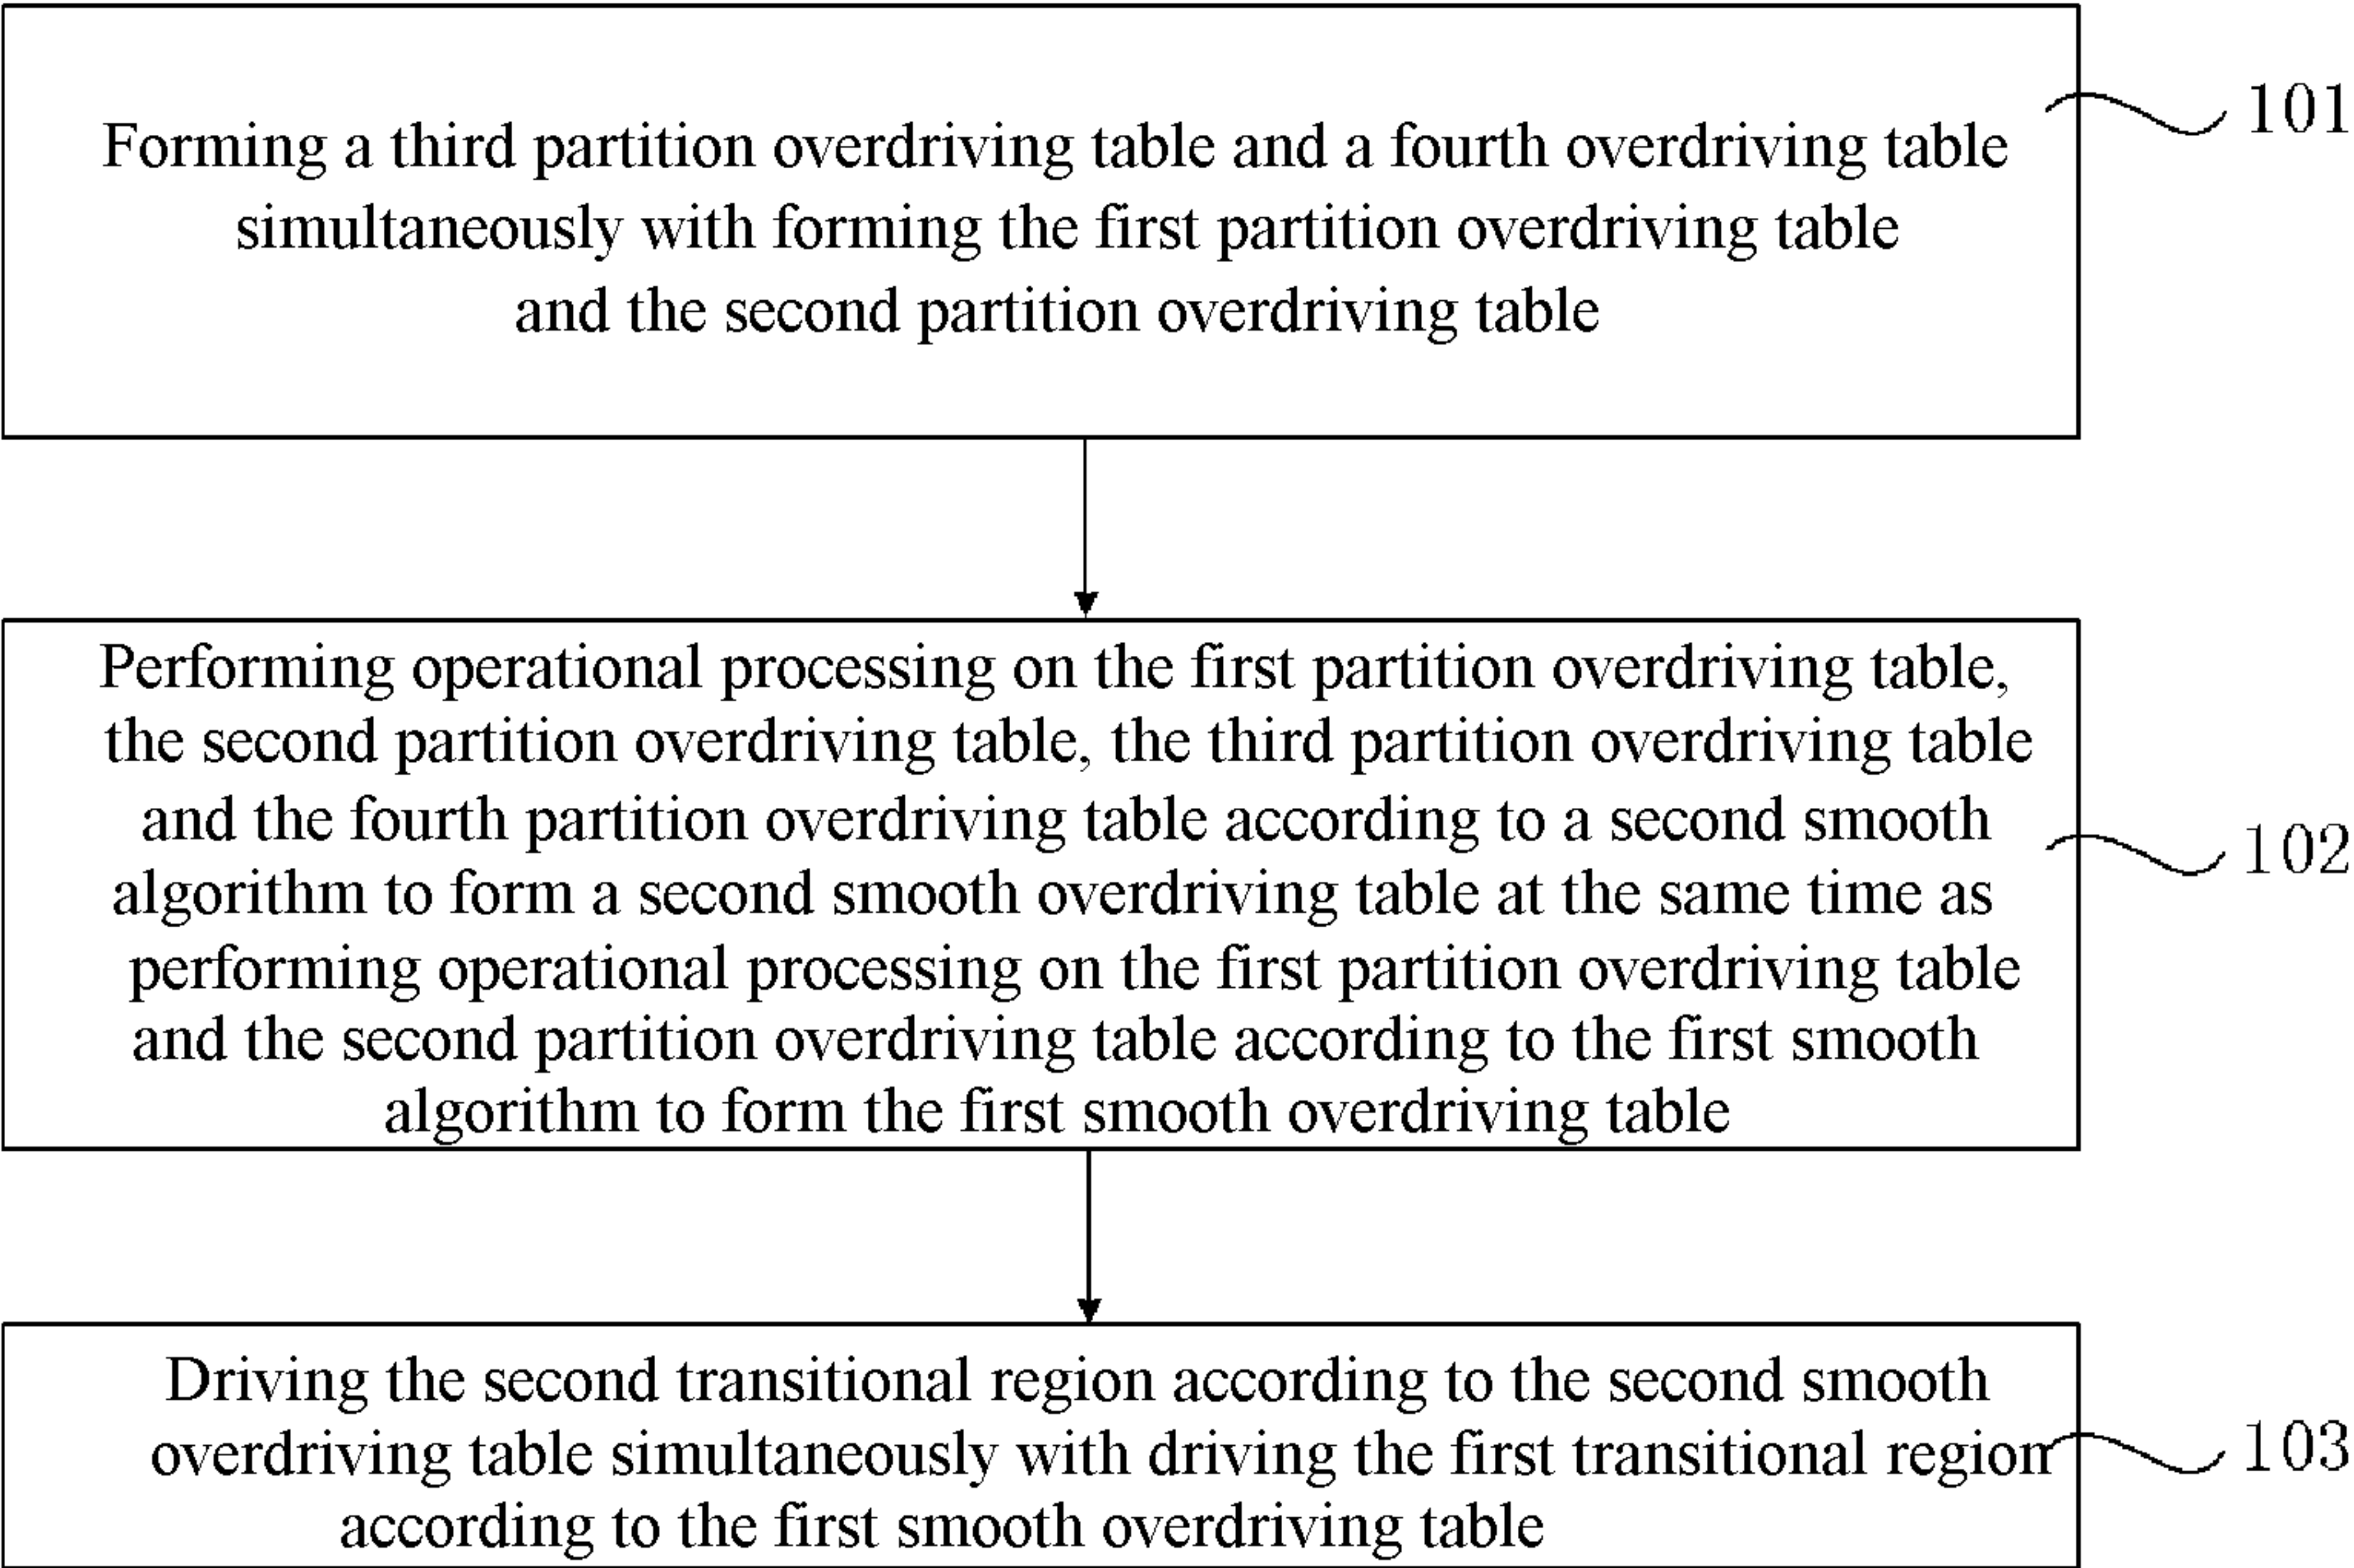 Forming a third partition overdriving table and a fourth overdriving table
simultaneously with forming the first partition overdriving table
and the second partition overdriving table
101
Performing operational processing on the first partition overdriving table,
the second partition overdriving table, the third partition overdriving table
and the fourth partition overdriving table according to a second smooth
algorithm to form a second smooth overdriving table at the same time as
performing operational processing on the first partition overdriving table
and the second partition overdriving table according to the first smooth
algorithm to form the first smooth overdriving table
102
Driving the second transitional region according to the second smooth
overdriving table simultaneously with driving the first transitional region
according to the first smooth overdriving table
103